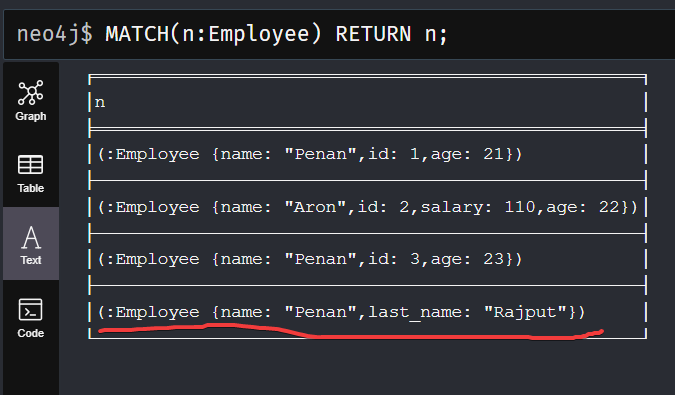 neo4j$ MATCH(n:Employee) RETURN n;
Graph
Table
Text
Code
n
(:Employee {name: "Penan",id: 1,age: 21})
(:Employee {name: "Aron",id: 2,salary: 110,age: 22})
(:Employee {name: "Penan",id: 3,age: 23})
(:Employee {name: "Penan",last_name: "Rajput"})